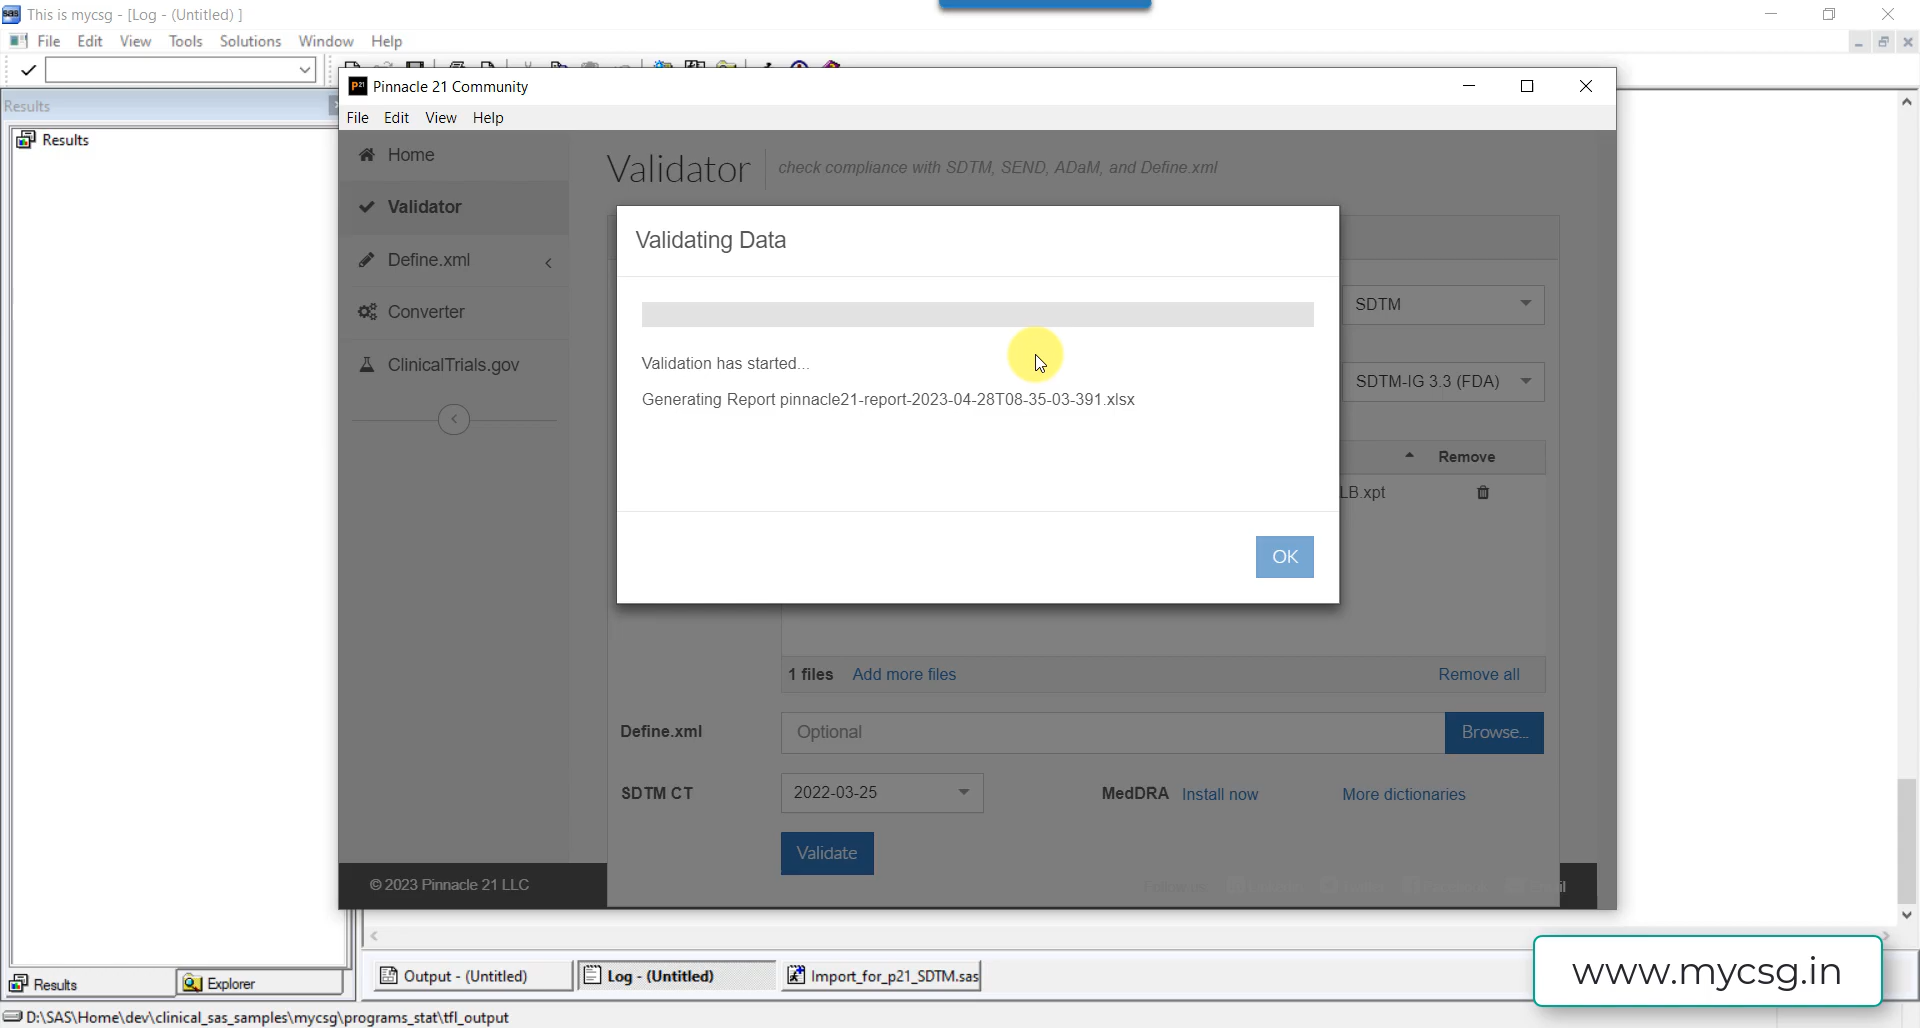 This is mycsg - [Log - (Untitled) ]
File Edit View Tools Solutions Window Help
Results
Results
Pinnacle 21 Community
File Edit View Help
Home
Validator
Define.xml
Converter
ClinicalTrials.gov
Validator
check compliance with SDTM, SEND, ADaM, and Define.xml
Validating Data
Validation has started...
Generating Report pinnacle21-report-2023-04-28T08-35-03-391.xlsx
OK
SDTM
SDTM-IG 3.3 (FDA)
Remove
LB.xpt
1 files Add more files Remove all
Define.xml Optional Browse...
SDTM CT 2022-03-25 MedDRA Install now More dictionaries
Validate
© 2023 Pinnacle 21 LLC
Results Explorer
Output - (Untitled) Log - (Untitled) Import_for_p21_SDTM.sas
www.mycsg.in
D:\SAS\Home\dev\clinical_sas_samples\mycsg\programs_stat\tfl_output